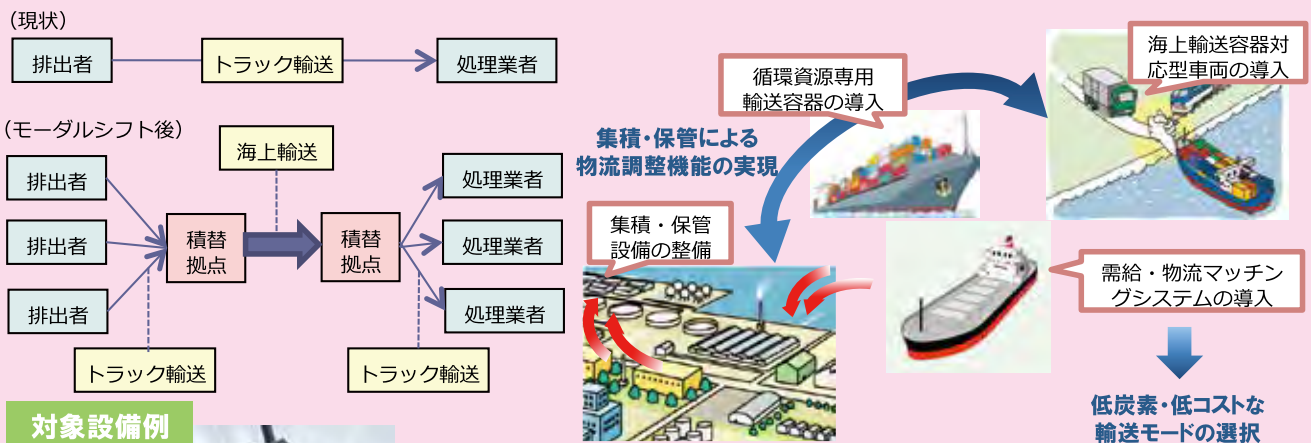 (現状)
排出者
トラック輸送
処理業者
(モーダルシフト後)
海上輸送
排出者
排出者
排出者
積替
拠点
積替
拠点
処理業者
処理業者
処理業者
トラック輸送
トラック輸送
対象設備例
循環資源専用
輸送容器の導入
海上輸送容器対
応型車両の導入
集積・保管による
物流調整機能の実現
集積・保管
設備の整備
需給・物流マッチン
グシステムの導入
低炭素・低コストな
輸送モードの選択